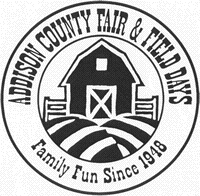 ADDISON COUNTY FAIR & FIELD DAYS
Family Fun Since 1948